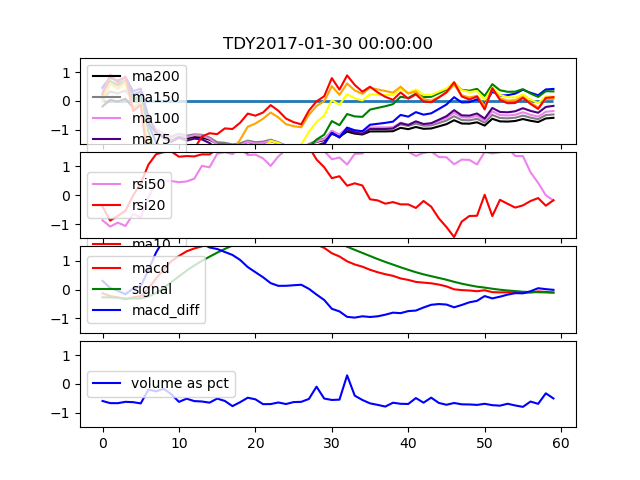 TDY2017-01-30 00:00:00
1
0
−1
ma200
ma150
ma100
ma75
1
0
−1
rsi50
rsi20
ma10
1
0
−1
macd
signal
macd_diff
1
0
−1
volume as pct
0 10 20 30 40 50 60